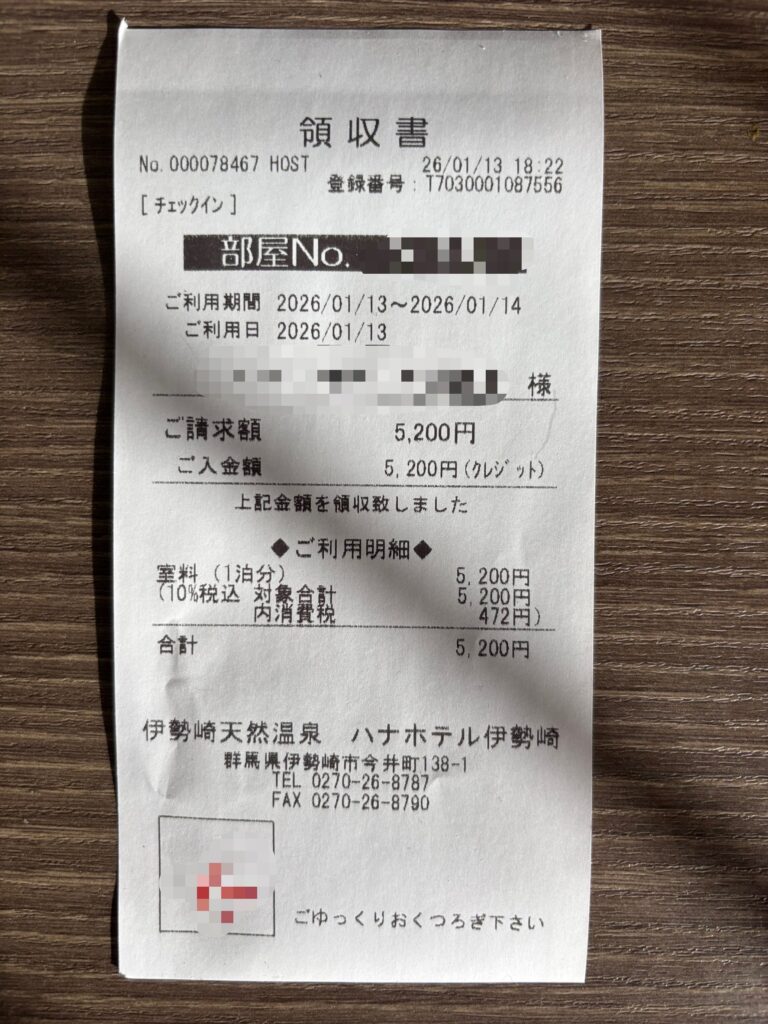 領収書
No.000078467 HOST 26/01/13 18:22
登録番号:T7030001087556
[チェックイン]
部屋No.
ご利用期間 2026/01/13～2026/01/14
ご利用日 2026/01/13
様
ご請求額 5,200円
ご入金額 5,200円(クレジット)
上記金額を領収致しました
◆ご利用明細◆
室料 (1泊分) 5,200円
(10%税込 対象合計 5,200円
内消費税 472円)
合計 5,200円
伊勢崎天然温泉 ハナホテル伊勢崎
群馬県伊勢崎市今井町138-1
TEL 0270-26-8787
FAX 0270-26-8790
ごゆっくりおくつろぎ下さい